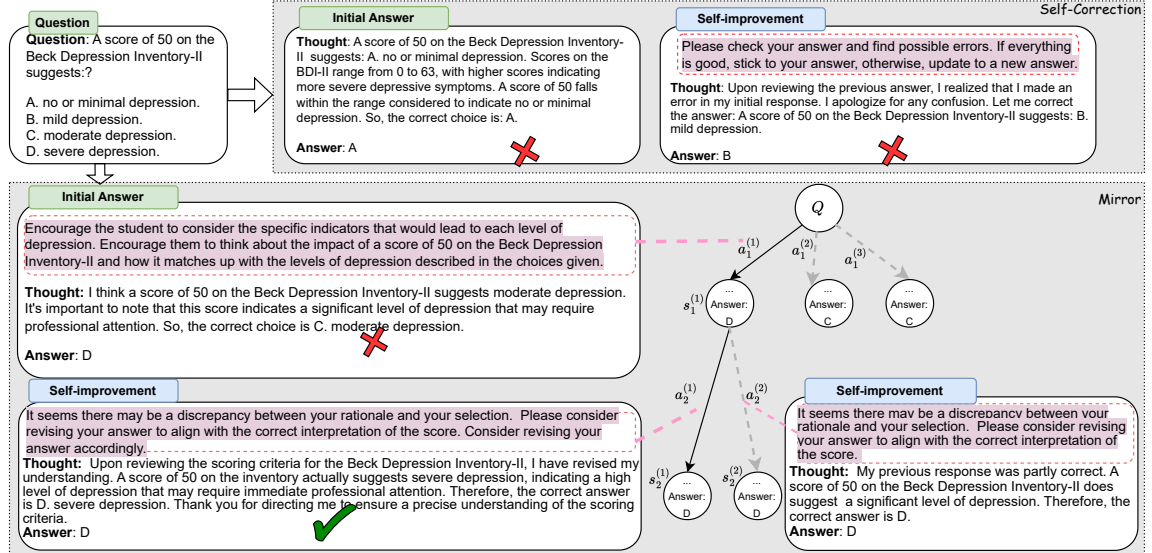 Question
Question: A score of 50 on the
Beck Depression Inventory-II
suggests:?
A. no or minimal depression.
B. mild depression.
C. moderate depression.
D. severe depression.
Self-Correction
Initial Answer
Thought: A score of 50 on the Beck Depression Inventory-
II suggests: A. no or minimal depression. Scores on the
BDI-II range from 0 to 63, with higher scores indicating
more severe depressive symptoms. A score of 50 falls
within the range considered to indicate no or minimal
depression. So, the correct choice is: A.
Answer: A
Self-improvement
Please check your answer and find possible errors. If everything
is good, stick to your answer, otherwise, update to a new answer.
Thought: Upon reviewing the previous answer, I realized that I made an
error in my initial response. I apologize for any confusion. Let me correct
the answer: A score of 50 on the Beck Depression Inventory-II suggests: B.
mild depression.
Answer: B
Mirror
Initial Answer
Encourage the student to consider the specific indicators that would lead to each level of
depression. Encourage them to think about the impact of a score of 50 on the Beck Depression
Inventory-II and how it matches up with the levels of depression described in the choices given.
Thought: I think a score of 50 on the Beck Depression Inventory-II suggests moderate depression.
It's important to note that this score indicates a significant level of depression that may require
professional attention. So, the correct choice is C. moderate depression.
Answer: D
Q
a₁⁽¹⁾
a₁⁽²⁾
a₁⁽³⁾
s₁⁽¹⁾
...
Answer:
D
...
Answer:
C
...
Answer:
C
a₂⁽¹⁾
a₂⁽²⁾
s₂⁽¹⁾
...
Answer:
D
s₂⁽²⁾
...
Answer:
D
Self-improvement
It seems there may be a discrepancy between your rationale and your selection. Please consider
revising your answer to align with the correct interpretation of the score. Consider revising your
answer accordingly.
Thought: Upon reviewing the scoring criteria for the Beck Depression Inventory-II, I have revised my
understanding. A score of 50 on the inventory actually suggests severe depression, indicating a high
level of depression that may require immediate professional attention. Therefore, the correct answer
is D. severe depression. Thank you for directing me to ensure a precise understanding of the scoring
criteria.
Answer: D
Self-improvement
It seems there may be a discrepancy between your
rationale and your selection. Please consider revising
your answer to align with the correct interpretation of
the score.
Thought: My previous response was partly correct. A
score of 50 on the Beck Depression Inventory-II does
suggest a significant level of depression. Therefore, the
correct answer is D.
Answer: D